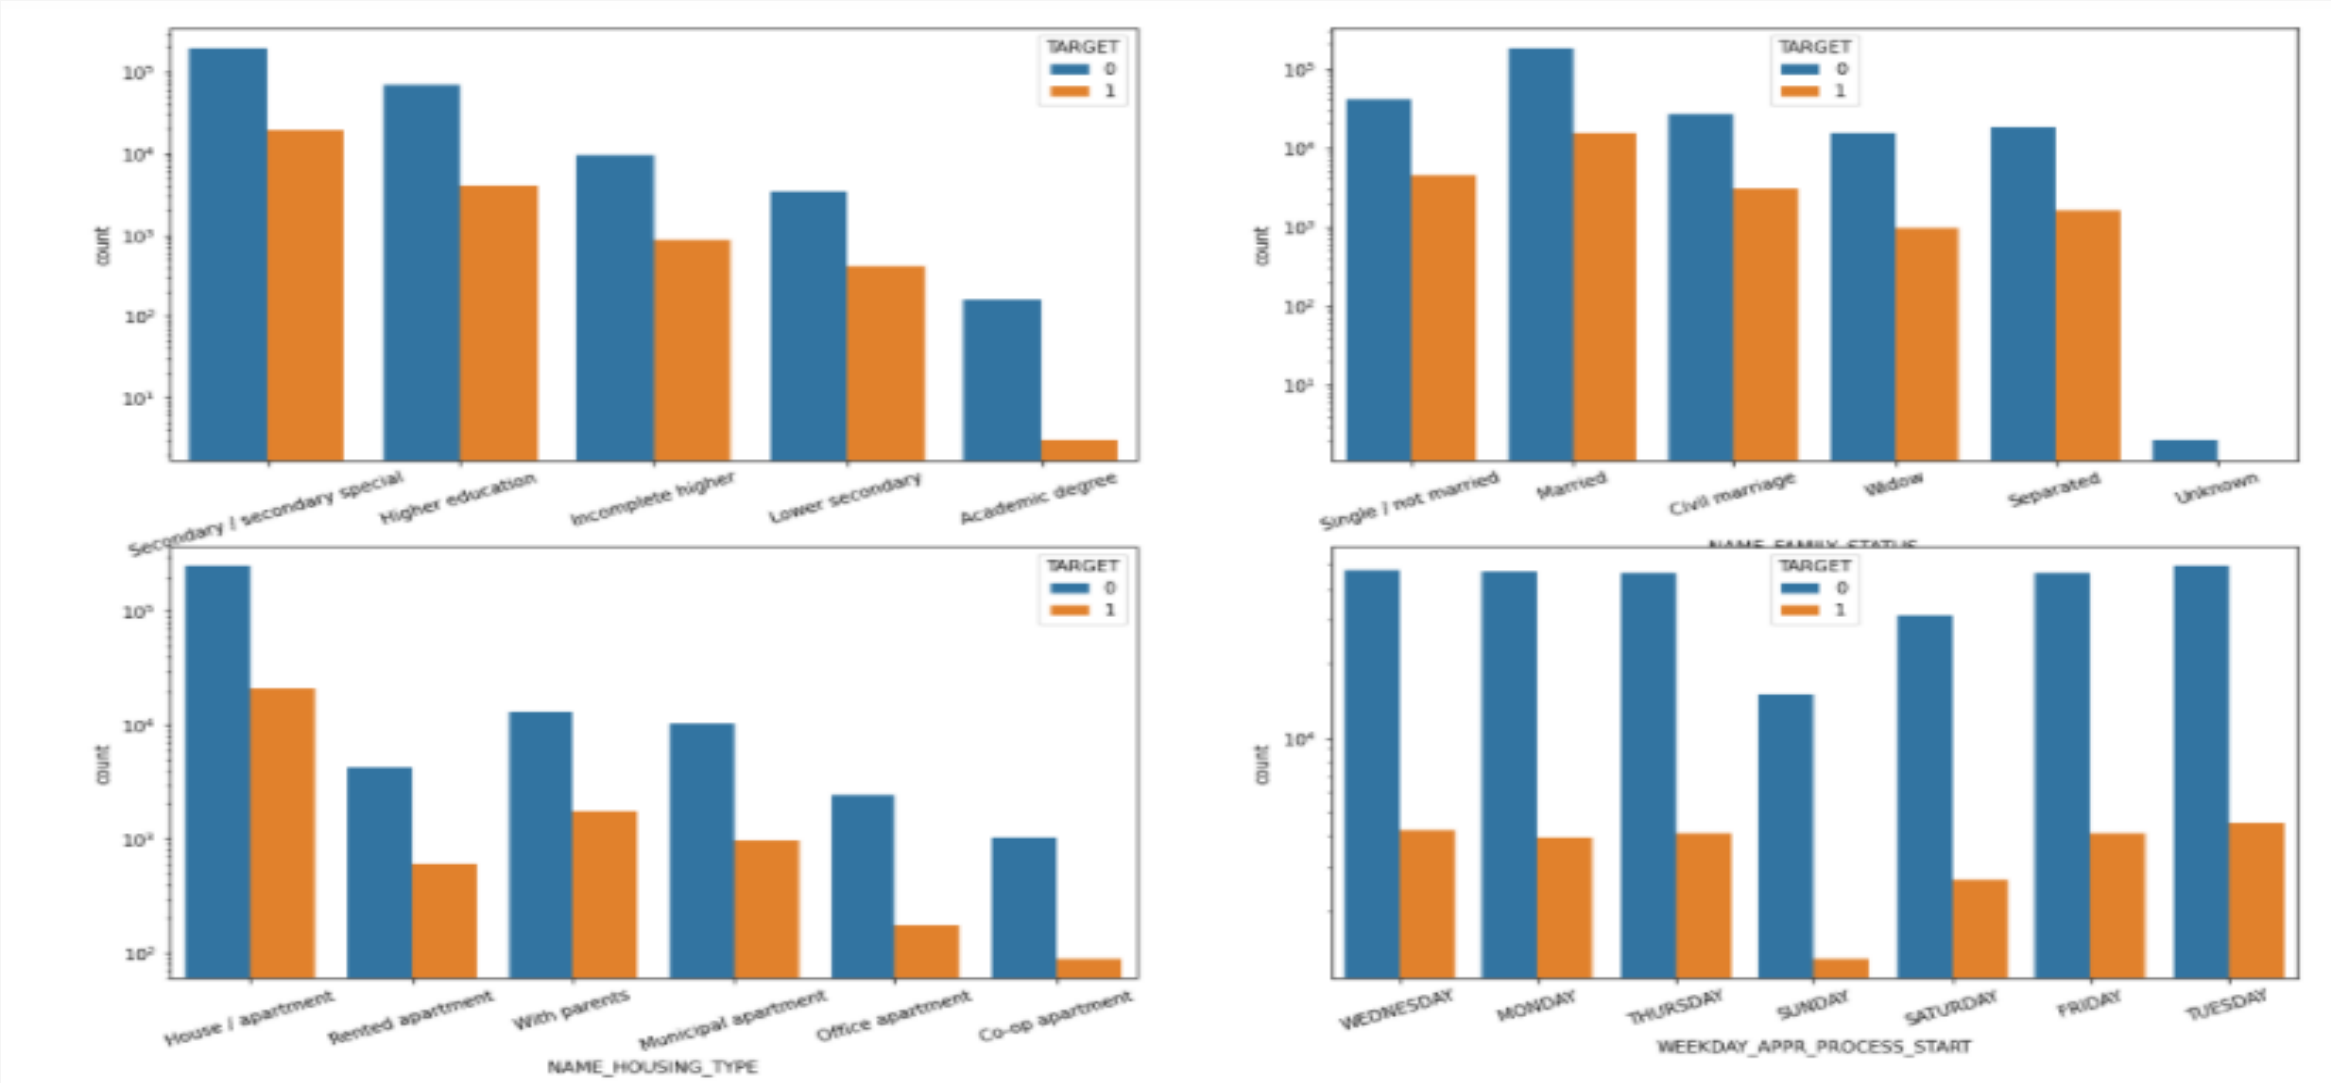 TARGET
0
1
10⁵
10⁴
10³
10²
10¹
count
Secondary / secondary special
Higher education
Incomplete higher
Lower secondary
Academic degree
TARGET
0
1
10⁵
10⁴
10³
10²
10¹
count
Single / not married
Married
Civil marriage
Widow
Separated
Unknown
NAME_FAMILY_STATUS
TARGET
0
1
10⁵
10⁴
10³
10²
count
House / apartment
Rented apartment
With parents
Municipal apartment
Office apartment
Co-op apartment
NAME_HOUSING_TYPE
TARGET
0
1
10⁴
count
WEDNESDAY
MONDAY
THURSDAY
SUNDAY
SATURDAY
FRIDAY
TUESDAY
WEEKDAY_APPR_PROCESS_START